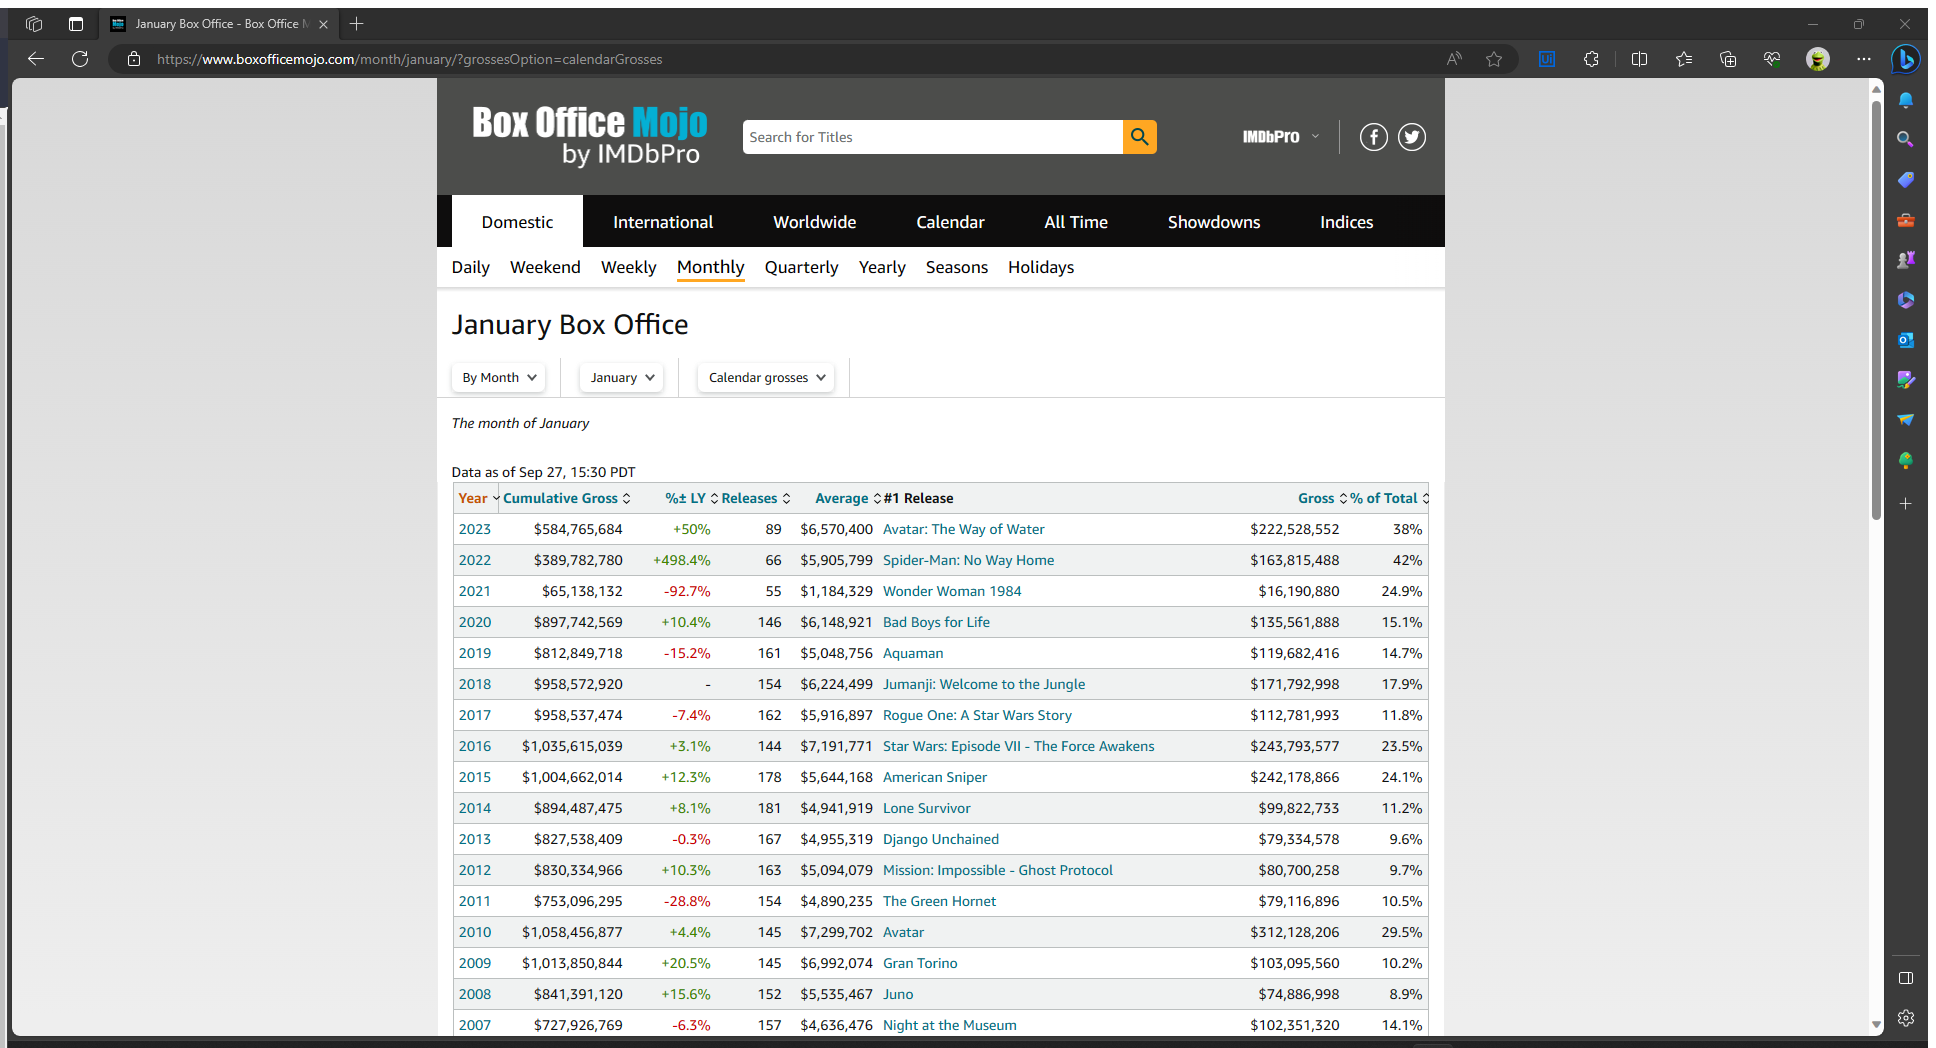 January Box Office - Box Office M
https://www.boxofficemojo.com/month/january/?grossesOption=calendarGrosses
Box Office Mojo
by IMDbPro
Search for Titles
IMDbPro
Domestic International Worldwide Calendar All Time Showdowns Indices
Daily Weekend Weekly Monthly Quarterly Yearly Seasons Holidays
January Box Office
By Month January Calendar grosses
The month of January
Data as of Sep 27, 15:30 PDT
Year Cumulative Gross %± LY Releases Average #1 Release Gross % of Total
2023 $584,765,684 +50% 89 $6,570,400 Avatar: The Way of Water $222,528,552 38%
2022 $389,782,780 +498.4% 66 $5,905,799 Spider-Man: No Way Home $163,815,488 42%
2021 $65,138,132 -92.7% 55 $1,184,329 Wonder Woman 1984 $16,190,880 24.9%
2020 $897,742,569 +10.4% 146 $6,148,921 Bad Boys for Life $135,561,888 15.1%
2019 $812,849,718 -15.2% 161 $5,048,756 Aquaman $119,682,416 14.7%
2018 $958,572,920 - 154 $6,224,499 Jumanji: Welcome to the Jungle $171,792,998 17.9%
2017 $958,537,474 -7.4% 162 $5,916,897 Rogue One: A Star Wars Story $112,781,993 11.8%
2016 $1,035,615,039 +3.1% 144 $7,191,771 Star Wars: Episode VII - The Force Awakens $243,793,577 23.5%
2015 $1,004,662,014 +12.3% 178 $5,644,168 American Sniper $242,178,866 24.1%
2014 $894,487,475 +8.1% 181 $4,941,919 Lone Survivor $99,822,733 11.2%
2013 $827,538,409 -0.3% 167 $4,955,319 Django Unchained $79,334,578 9.6%
2012 $830,334,966 +10.3% 163 $5,094,079 Mission: Impossible - Ghost Protocol $80,700,258 9.7%
2011 $753,096,295 -28.8% 154 $4,890,235 The Green Hornet $79,116,896 10.5%
2010 $1,058,456,877 +4.4% 145 $7,299,702 Avatar $312,128,206 29.5%
2009 $1,013,850,844 +20.5% 145 $6,992,074 Gran Torino $103,095,560 10.2%
2008 $841,391,120 +15.6% 152 $5,535,467 Juno $74,886,998 8.9%
2007 $727,926,769 -6.3% 157 $4,636,476 Night at the Museum $102,351,320 14.1%